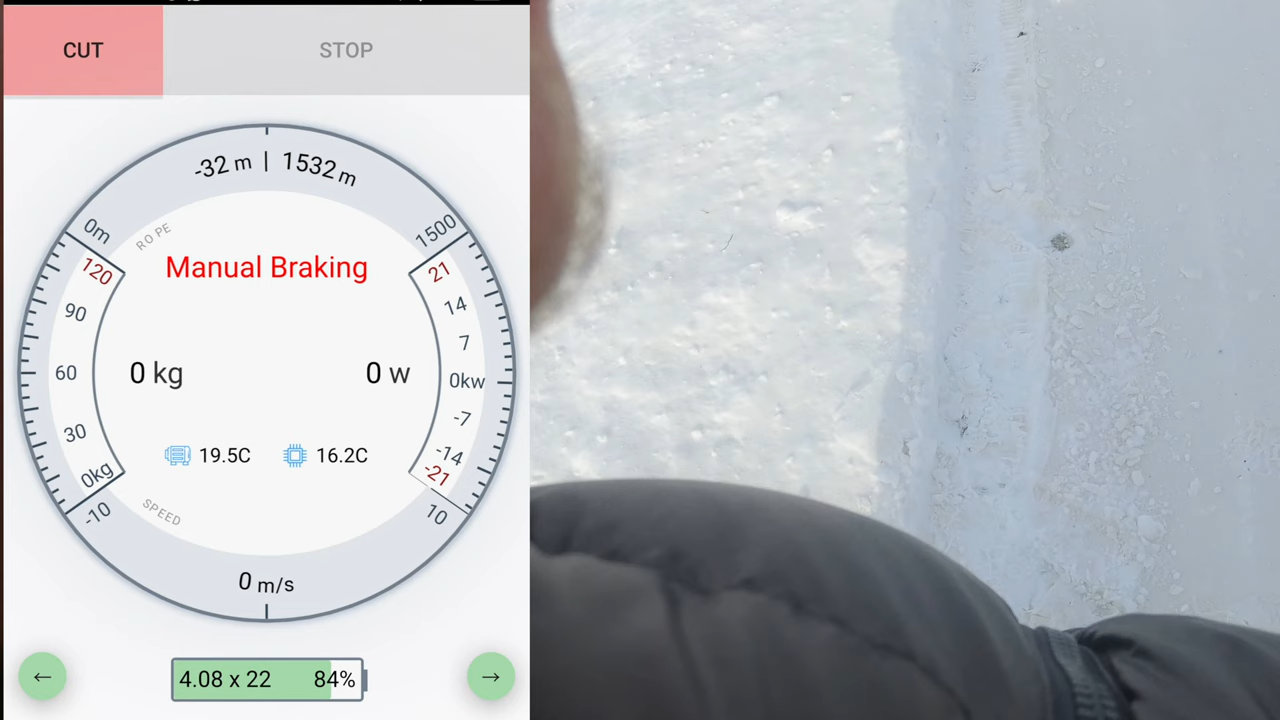 CUT STOP
-32 m | 1532 m
0m ROPE 1500
120 Manual Braking 21
90 14
7
60 0 kg 0 w 0kw
-7
30 19.5C 16.2C -14
0kg -21
-10 SPEED 10
0 m/s
← 4.08 x 22 84% →